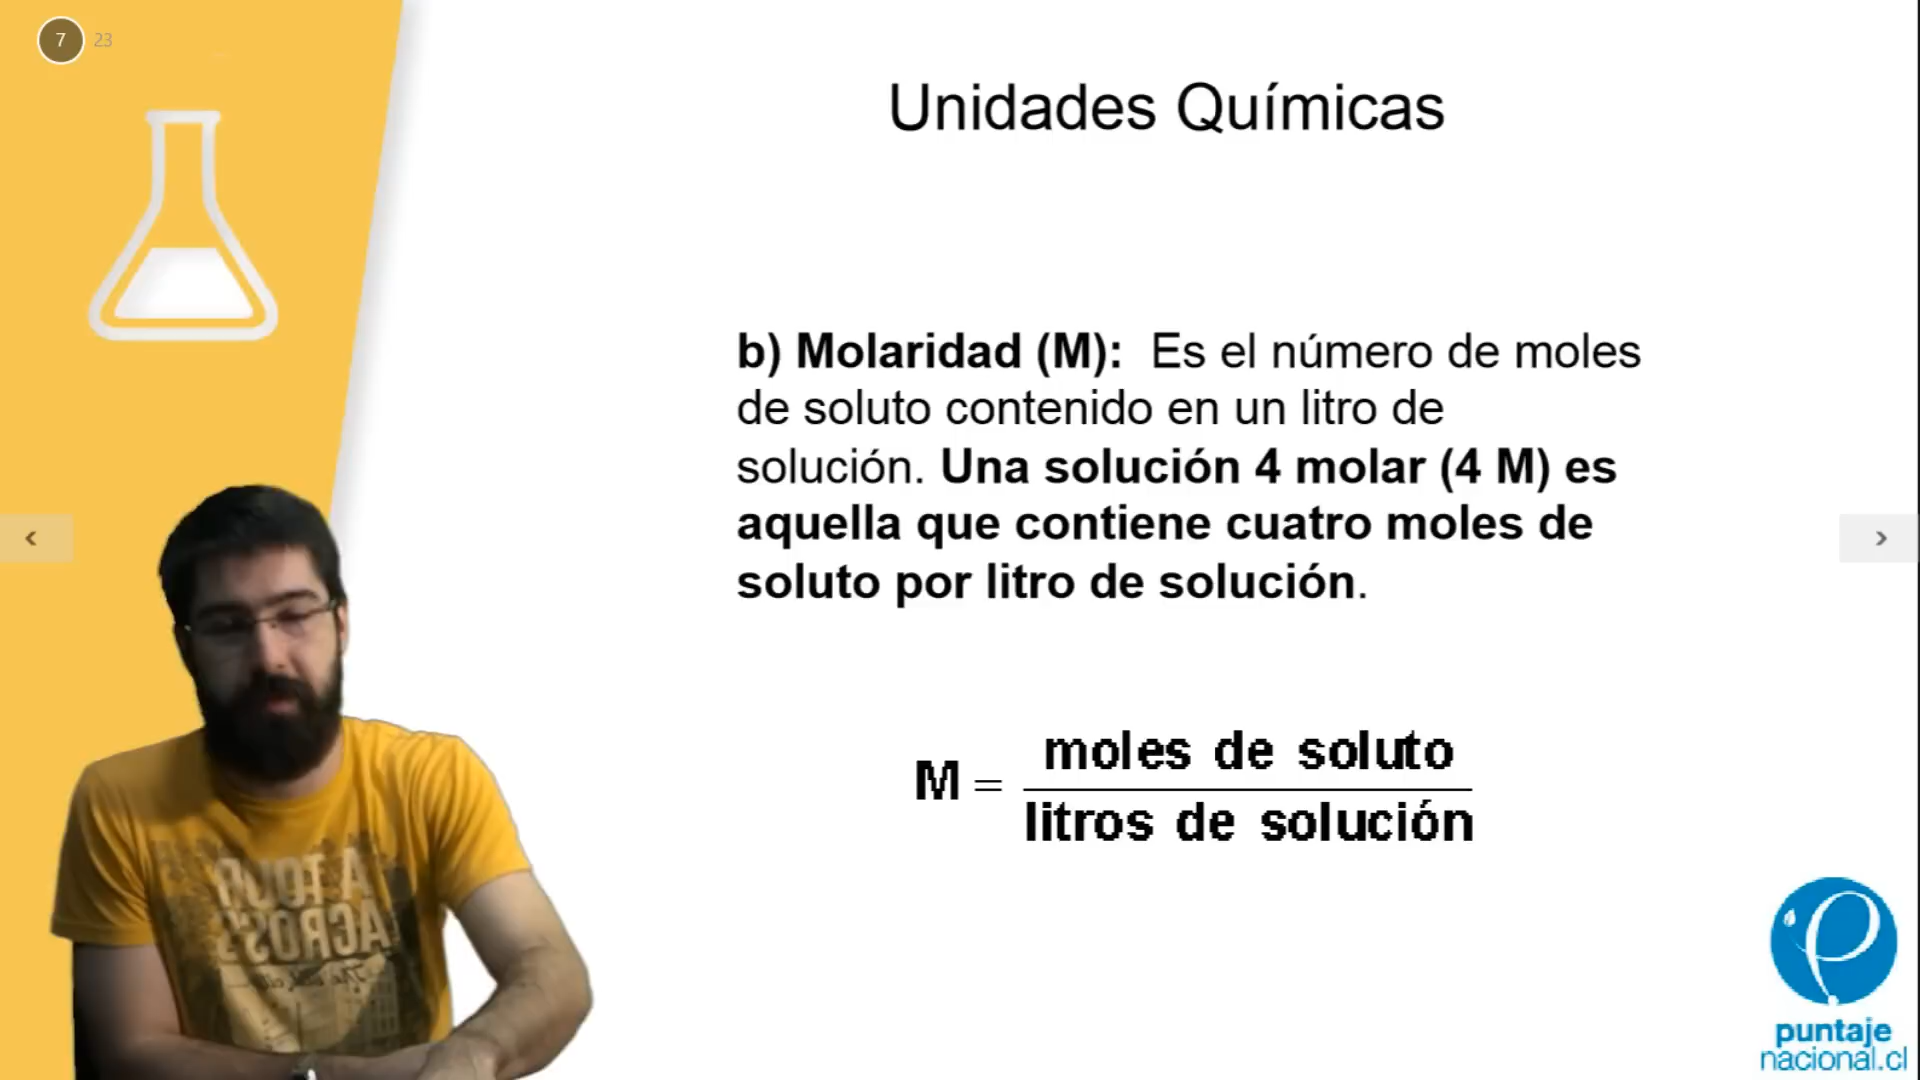 7 23
Unidades Químicas
b) Molaridad (M): Es el número de moles
de soluto contenido en un litro de
solución. Una solución 4 molar (4 M) es
aquella que contiene cuatro moles de
soluto por litro de solución.
M = moles de soluto
litros de solución
A TOUR
ACROSS
puntaje
nacional.cl